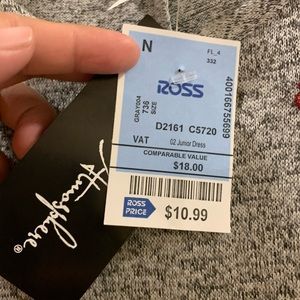 N
FL_4
332
ROSS
400166755699
GRAY004
736
SIZE
D2161 C5720
VAT
02 Junior Dress
COMPARABLE VALUE
$18.00
ROSS
PRICE
$10.99
Atmosphere®